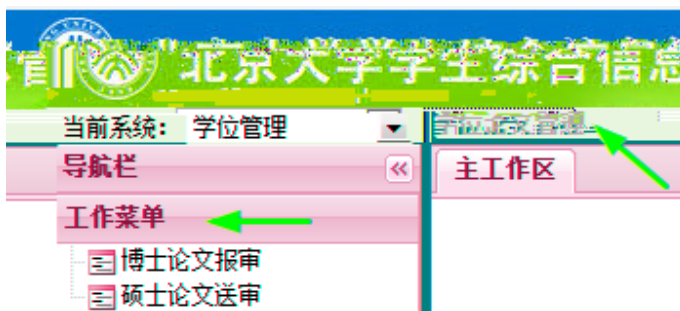 北京大学学生综合信息
当前系统： 学位管理
导航栏
主工作区
工作菜单
博士论文报审
硕士论文送审